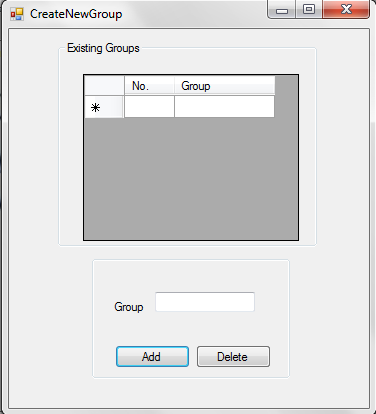 CreateNewGroup
Existing Groups
No. Group
Group
Add Delete